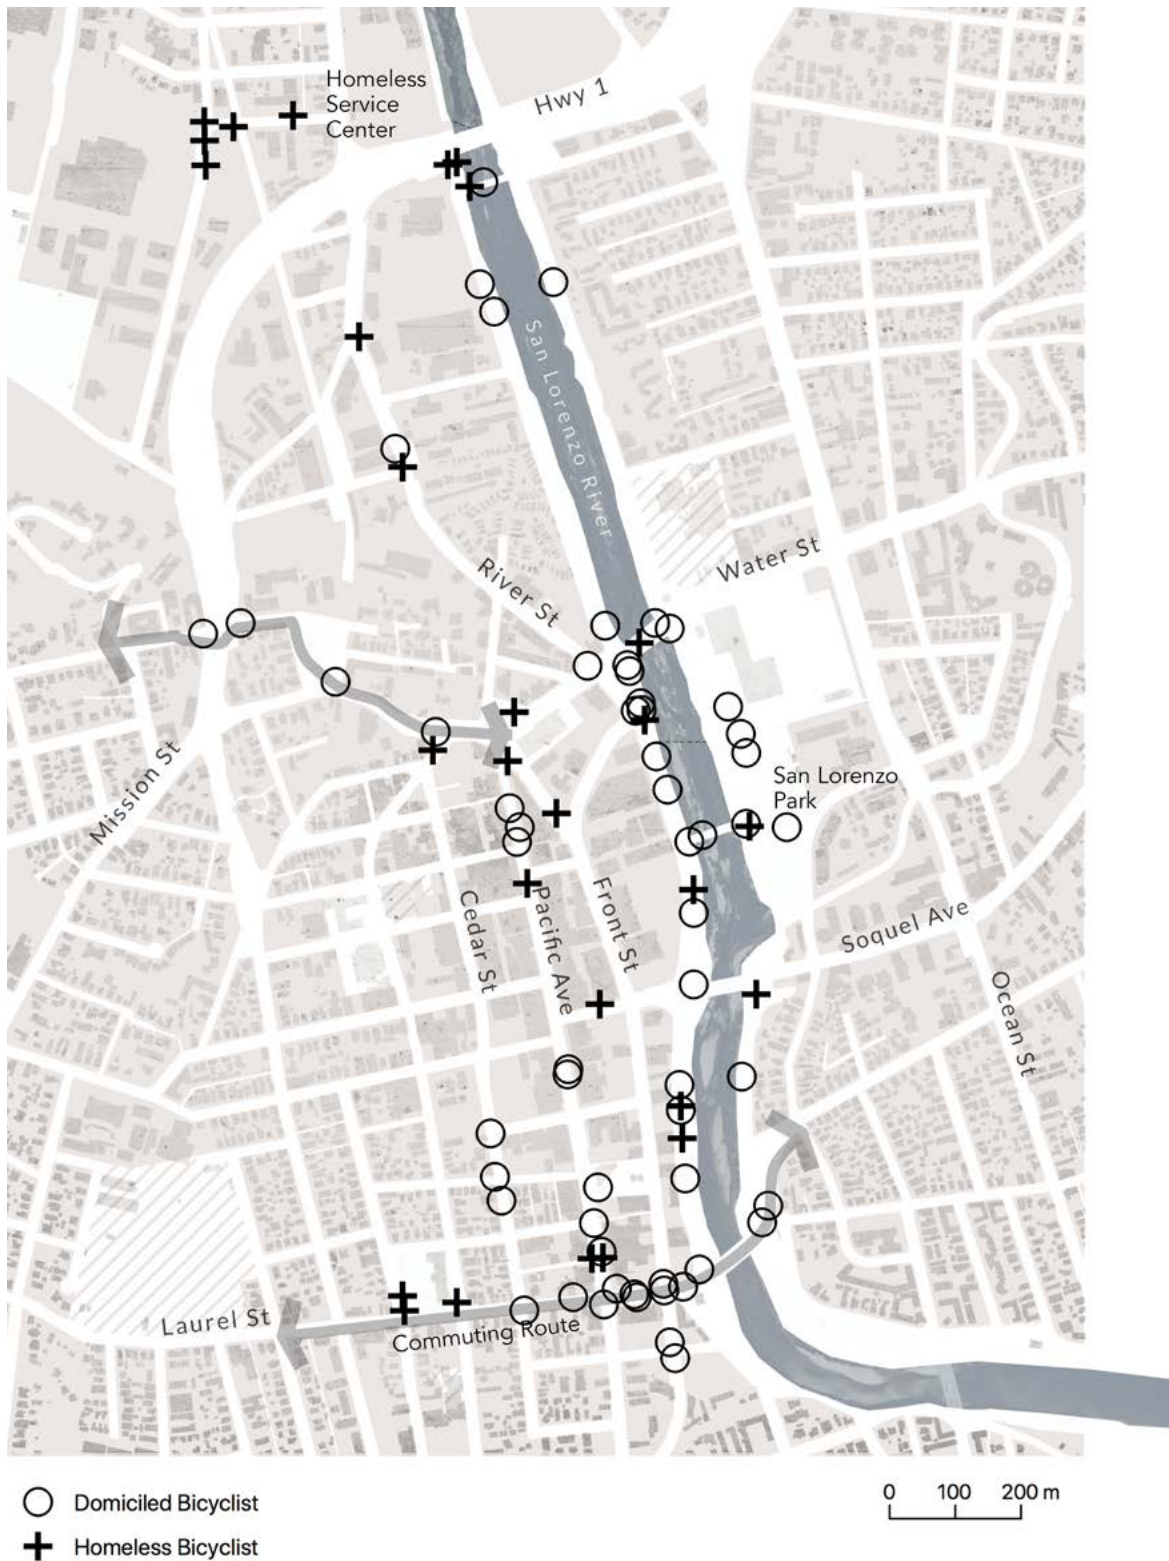 Homeless
Service
Center
Hwy 1
San Lorenzo River
Water St
River St
Mission St
San Lorenzo
Park
Cedar St
Pacific Ave
Front St
Soquel Ave
Ocean St
Laurel St
Commuting Route
Domiciled Bicyclist
Homeless Bicyclist
0 100 200 m